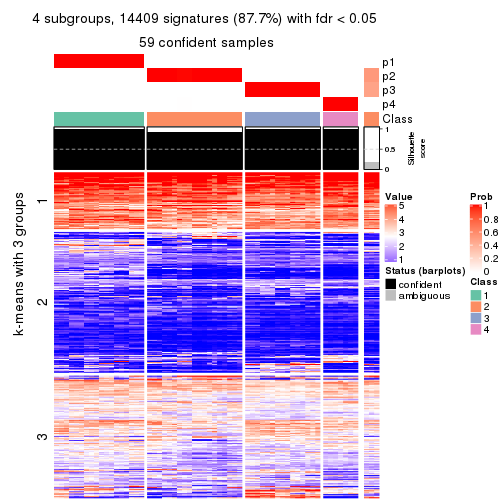 4 subgroups, 14409 signatures (87.7%) with fdr < 0.05
59 confident samples
p1
p2
p3
p4
Class
1
0.5
0
Silhouette
score
k-means with 3 groups
1
2
3
Value
5
4
3
2
1
Status (barplots)
confident
ambiguous
Prob
1
0.8
0.6
0.4
0.2
0
Class
1
2
3
4